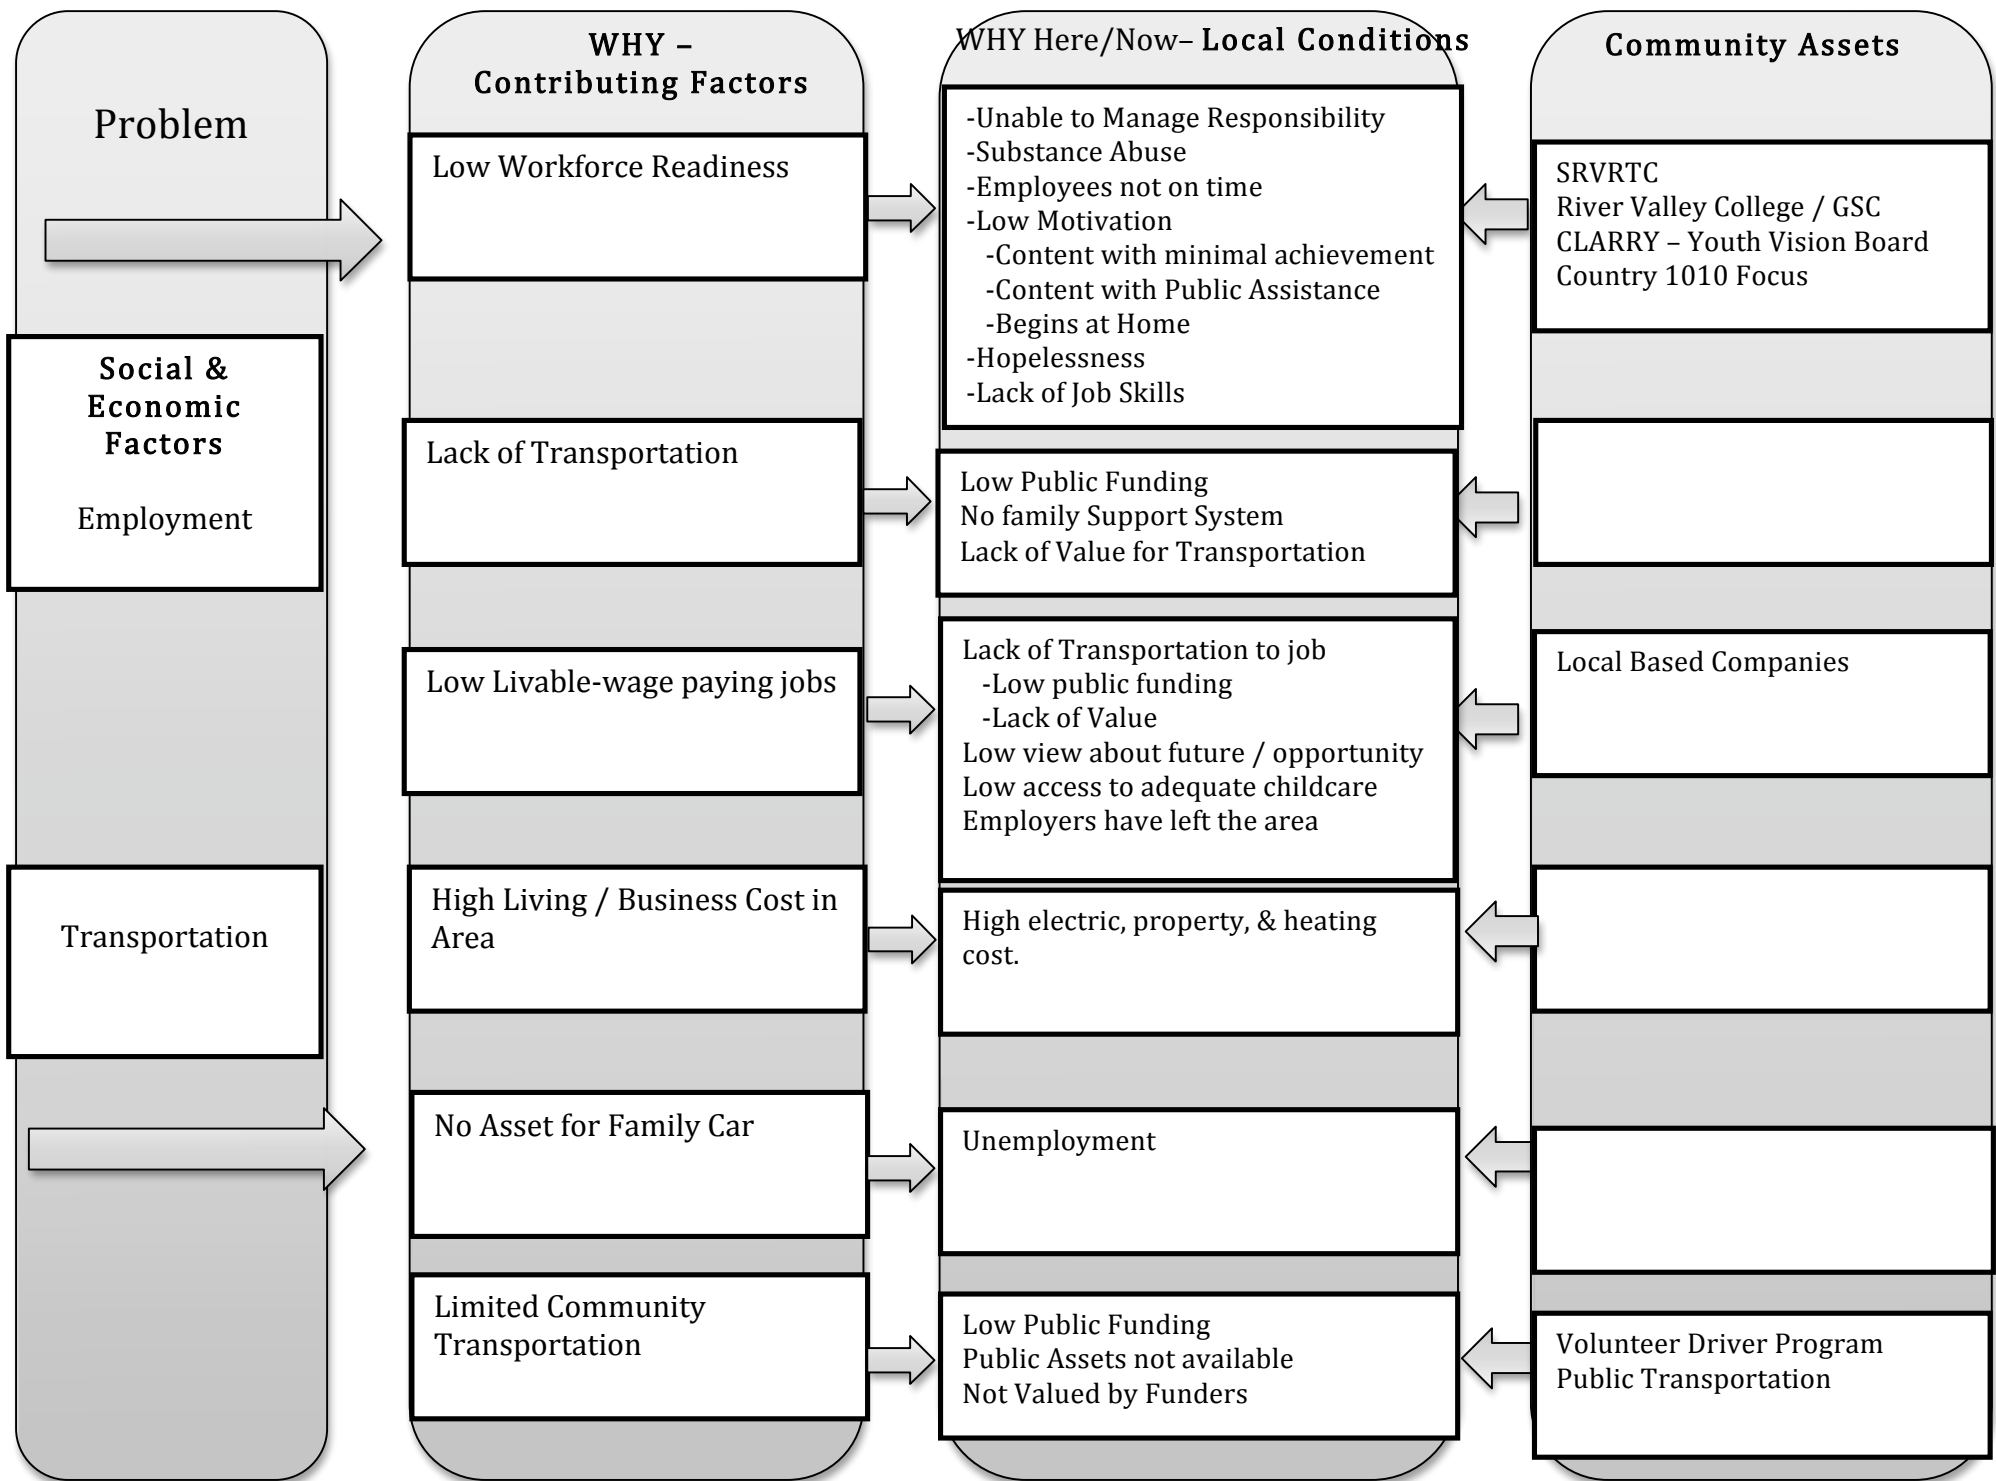 Problem
Social &
Economic
Factors
Employment
Transportation
WHY –
Contributing Factors
Low Workforce Readiness
Lack of Transportation
Low Livable-wage paying jobs
High Living / Business Cost in
Area
No Asset for Family Car
Limited Community
Transportation
WHY Here/Now– Local Conditions
-Unable to Manage Responsibility
-Substance Abuse
-Employees not on time
-Low Motivation
-Content with minimal achievement
-Content with Public Assistance
-Begins at Home
-Hopelessness
-Lack of Job Skills
Low Public Funding
No family Support System
Lack of Value for Transportation
Lack of Transportation to job
-Low public funding
-Lack of Value
Low view about future / opportunity
Low access to adequate childcare
Employers have left the area
High electric, property, & heating
cost.
Unemployment
Low Public Funding
Public Assets not available
Not Valued by Funders
Community Assets
SRVRTC
River Valley College / GSC
CLARRY – Youth Vision Board
Country 1010 Focus
Local Based Companies
Volunteer Driver Program
Public Transportation